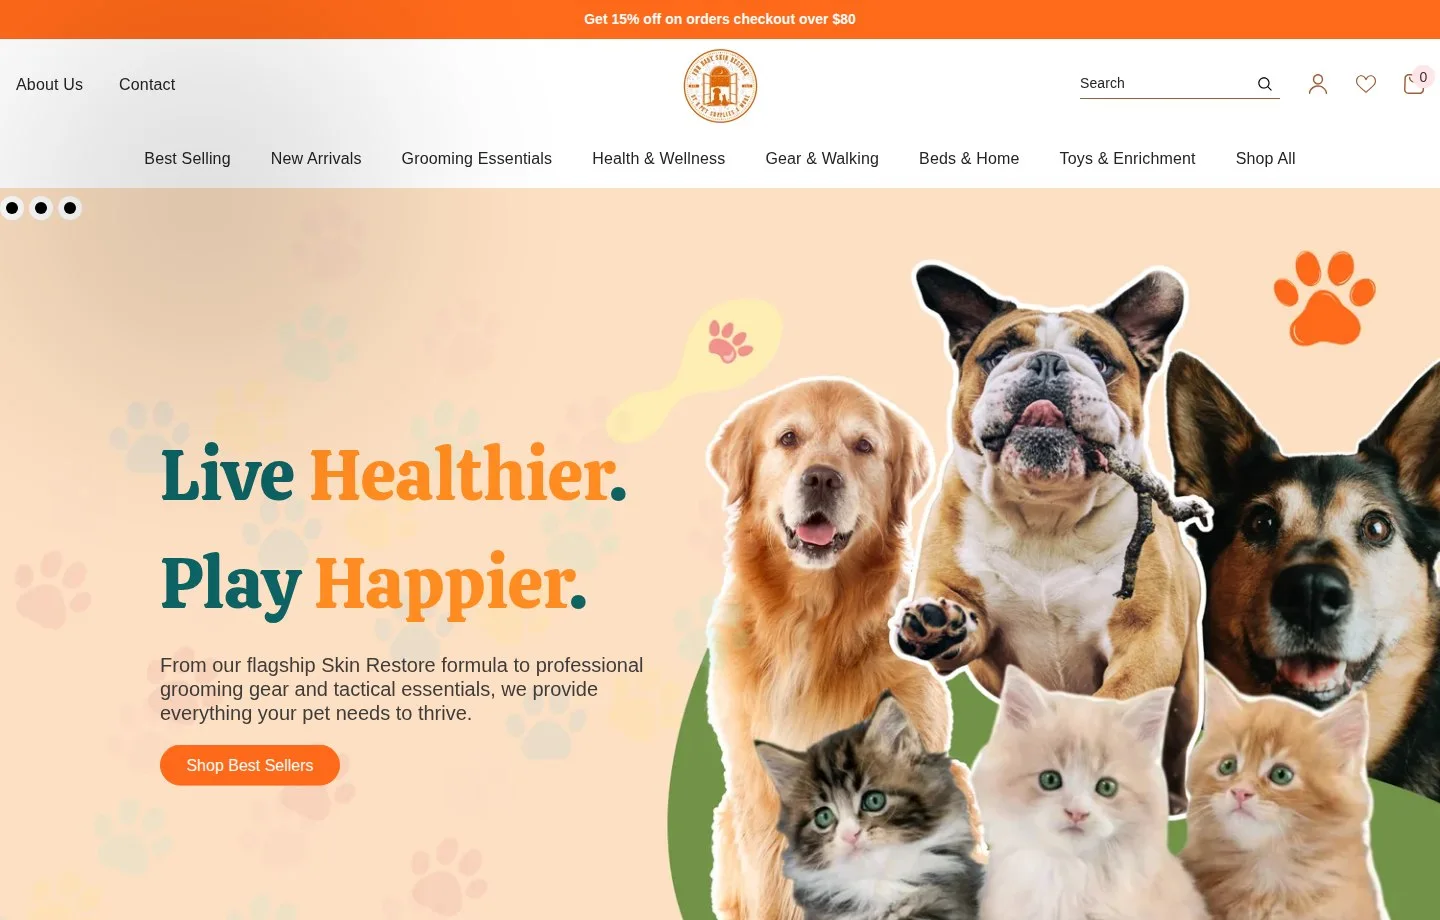 Get 15% off on orders checkout over $80
About Us
Contact
Search
0
Best Selling
New Arrivals
Grooming Essentials
Health & Wellness
Gear & Walking
Beds & Home
Toys & Enrichment
Shop All
Live Healthier.
Play Happier.
From our flagship Skin Restore formula to professional
grooming gear and tactical essentials, we provide
everything your pet needs to thrive.
Shop Best Sellers